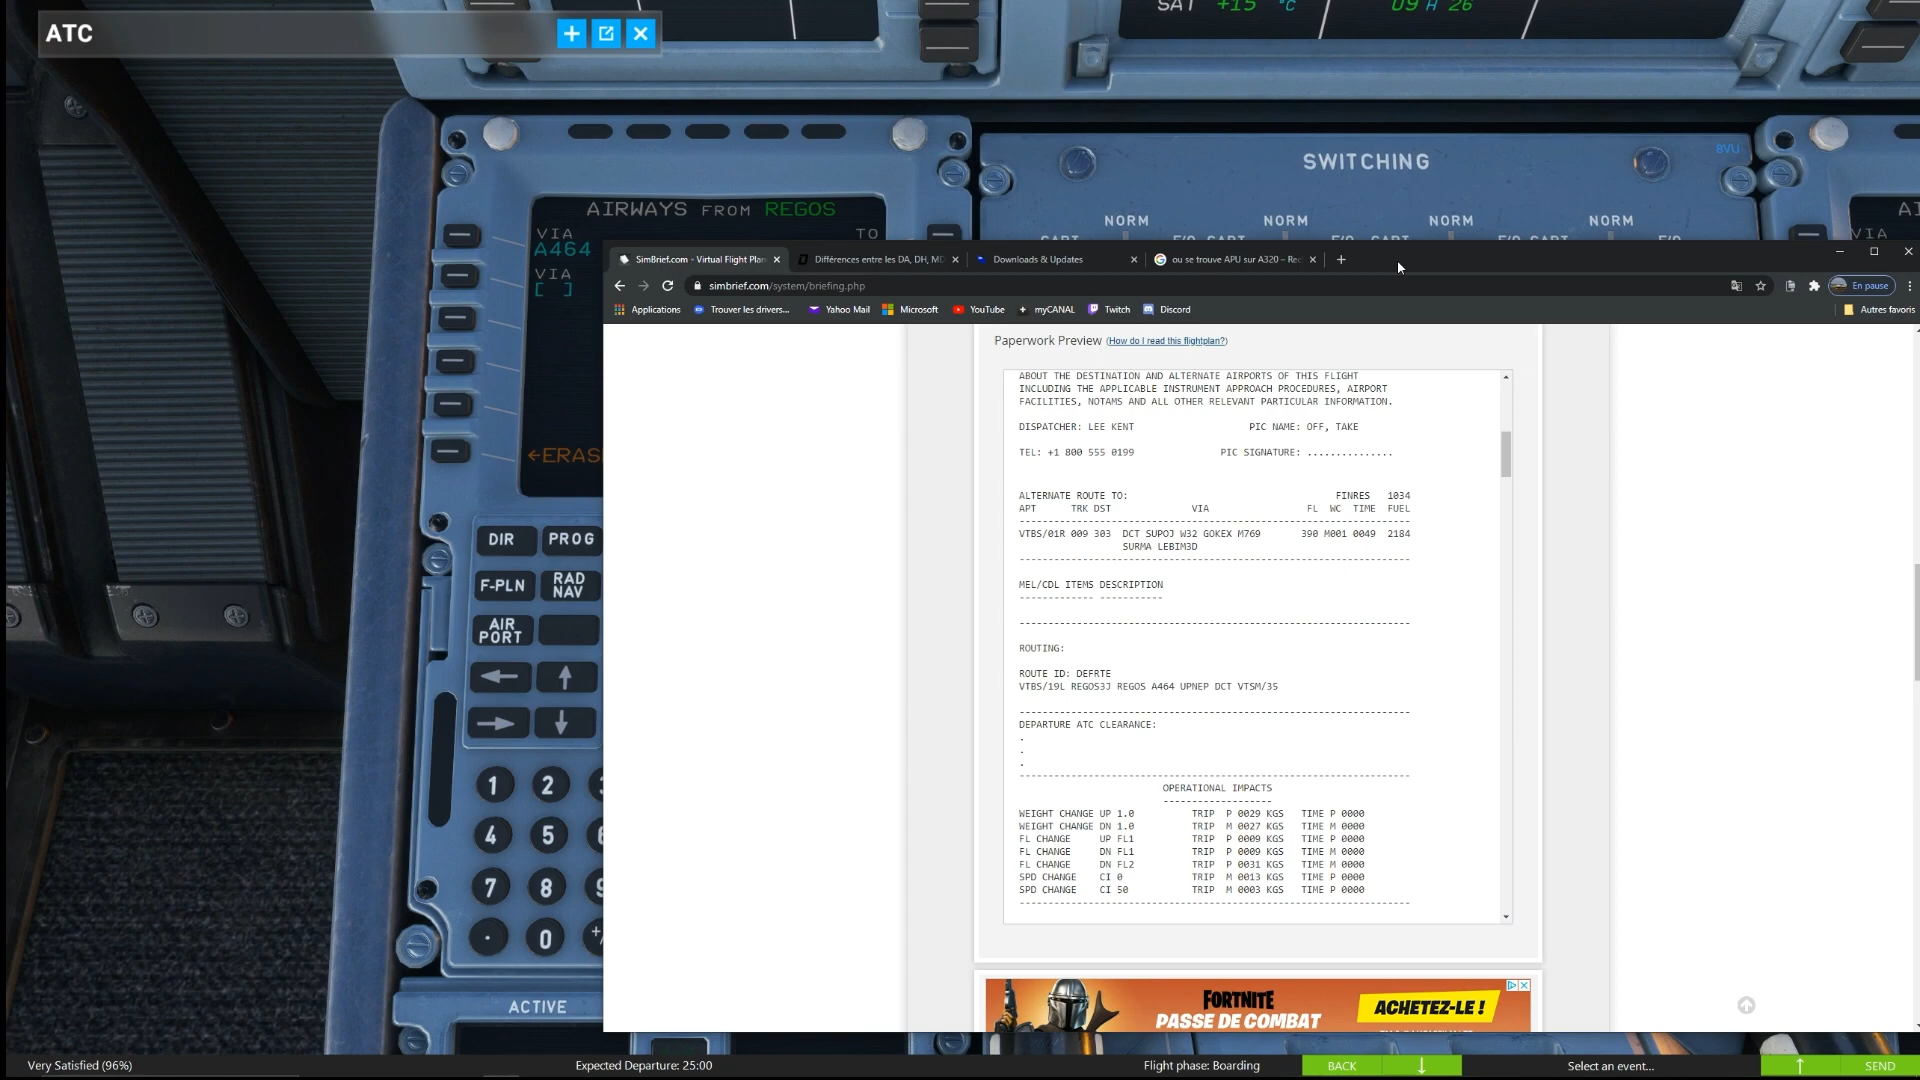 ATC
SAT +15 °C
09 H 26
SWITCHING
8VU
NORM NORM NORM NORM
AIRWAYS FROM REGOS
VIA TO
A464
VIA
[ ]
←ERAS
VIA
DIR PROG
F-PLN RAD NAV
AIR PORT
1 2
4 5
7 8
. 0
ACTIVE
SimBrief.com - Virtual Flight Plan
Différences entre les DA, DH, MD
Downloads & Updates
ou se trouve APU sur A320 – Rec
simbrief.com/system/briefing.php
En pause
Applications Trouver les drivers... Yahoo Mail Microsoft YouTube myCANAL Twitch Discord Autres favoris
Paperwork Preview (How do I read this flightplan?)
ABOUT THE DESTINATION AND ALTERNATE AIRPORTS OF THIS FLIGHT
INCLUDING THE APPLICABLE INSTRUMENT APPROACH PROCEDURES, AIRPORT
FACILITIES, NOTAMS AND ALL OTHER RELEVANT PARTICULAR INFORMATION.
DISPATCHER: LEE KENT PIC NAME: OFF, TAKE
TEL: +1 800 555 0199 PIC SIGNATURE: ...............
ALTERNATE ROUTE TO: FINRES 1034
APT TRK DST VIA FL WC TIME FUEL
--------------------------------------------------------------------
VTBS/01R 009 303 DCT SUPOJ W32 GOKEX M769 390 M001 0049 2184
SURMA LEBIM3D
--------------------------------------------------------------------
MEL/CDL ITEMS DESCRIPTION
------------- -----------
--------------------------------------------------------------------
ROUTING:
ROUTE ID: DEFRTE
VTBS/19L REGOS3J REGOS A464 UPNEP DCT VTSM/35
--------------------------------------------------------------------
DEPARTURE ATC CLEARANCE:
.
.
.
--------------------------------------------------------------------
OPERATIONAL IMPACTS
-------------------
WEIGHT CHANGE UP 1.0 TRIP P 0029 KGS TIME P 0000
WEIGHT CHANGE DN 1.0 TRIP M 0027 KGS TIME M 0000
FL CHANGE UP FL1 TRIP P 0009 KGS TIME P 0000
FL CHANGE DN FL1 TRIP P 0009 KGS TIME M 0000
FL CHANGE DN FL2 TRIP P 0031 KGS TIME M 0000
SPD CHANGE CI 0 TRIP M 0013 KGS TIME P 0000
SPD CHANGE CI 50 TRIP M 0003 KGS TIME P 0000
--------------------------------------------------------------------
FORTNITE
PASSE DE COMBAT
ACHETEZ-LE !
Very Satisfied (96%) Expected Departure: 25:00 Flight phase: Boarding BACK ↓ Select an event... ↑ SEND